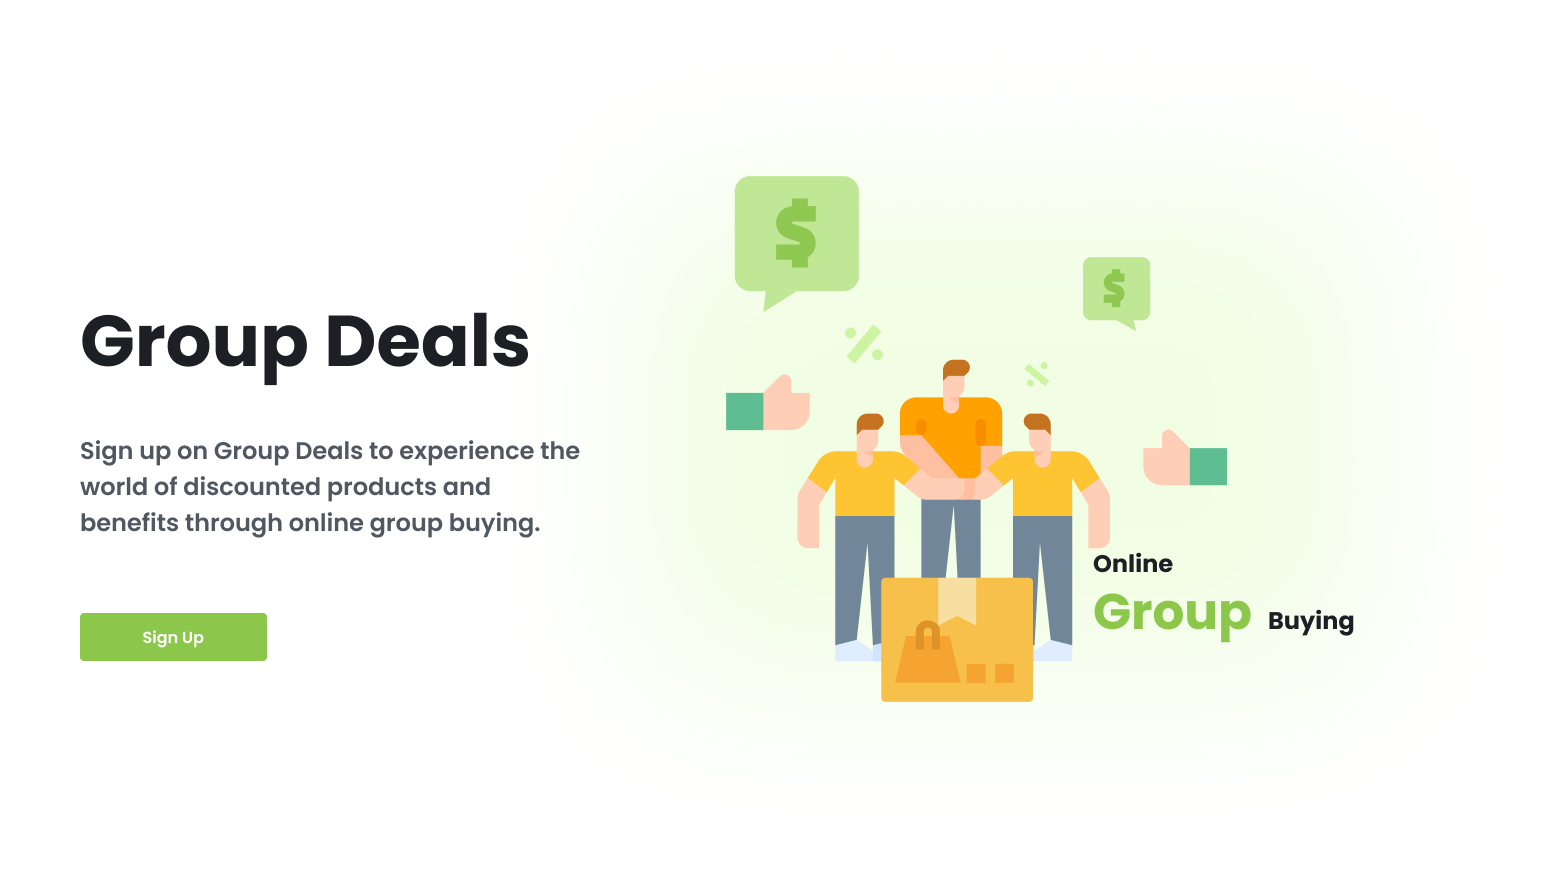 Group Deals
Sign up on Group Deals to experience the
world of discounted products and
benefits through online group buying.
Sign Up
$
$
%
%
Online
Group Buying